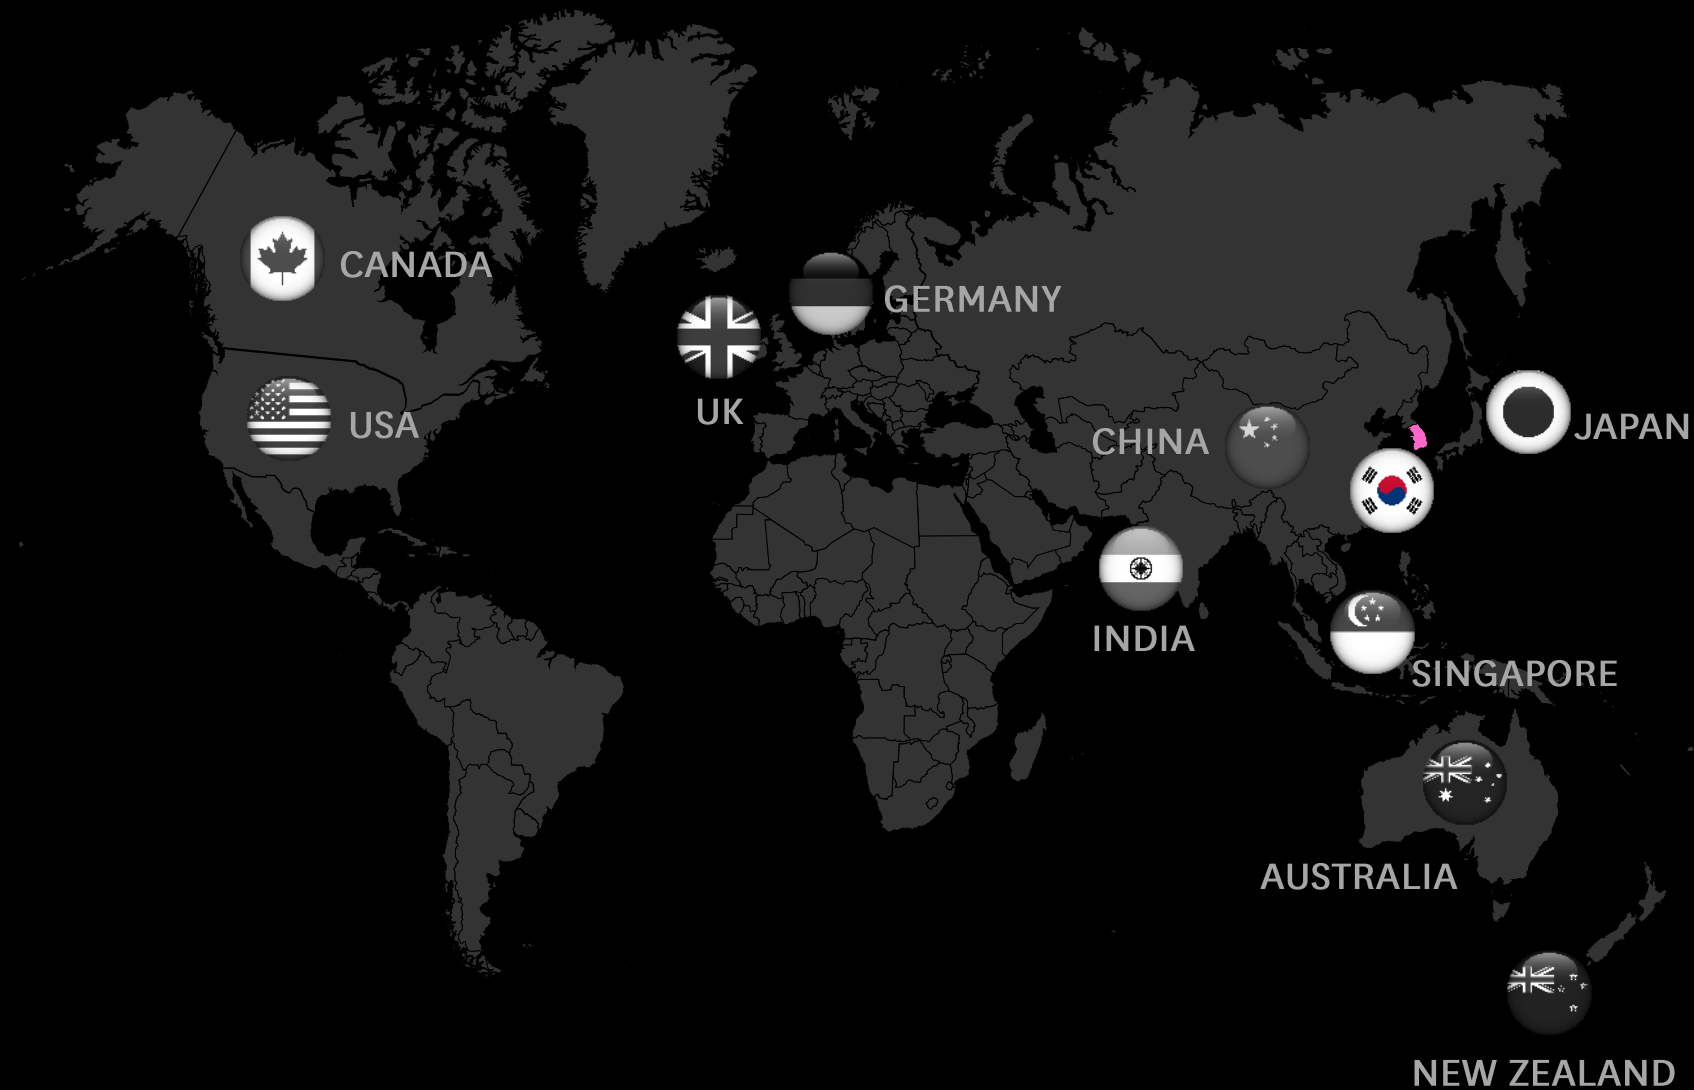 CANADA
GERMANY
UK
USA
JAPAN
CHINA
INDIA
SINGAPORE
AUSTRALIA
NEW ZEALAND